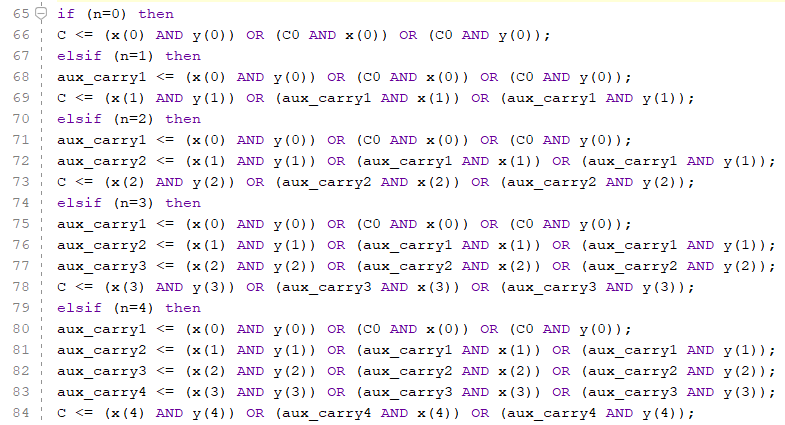 65 if (n=0) then
66 C <= (x(0) AND y(0)) OR (C0 AND x(0)) OR (C0 AND y(0));
67 elsif (n=1) then
68 aux_carry1 <= (x(0) AND y(0)) OR (C0 AND x(0)) OR (C0 AND y(0));
69 C <= (x(1) AND y(1)) OR (aux_carry1 AND x(1)) OR (aux_carry1 AND y(1));
70 elsif (n=2) then
71 aux_carry1 <= (x(0) AND y(0)) OR (C0 AND x(0)) OR (C0 AND y(0));
72 aux_carry2 <= (x(1) AND y(1)) OR (aux_carry1 AND x(1)) OR (aux_carry1 AND y(1));
73 C <= (x(2) AND y(2)) OR (aux_carry2 AND x(2)) OR (aux_carry2 AND y(2));
74 elsif (n=3) then
75 aux_carry1 <= (x(0) AND y(0)) OR (C0 AND x(0)) OR (C0 AND y(0));
76 aux_carry2 <= (x(1) AND y(1)) OR (aux_carry1 AND x(1)) OR (aux_carry1 AND y(1));
77 aux_carry3 <= (x(2) AND y(2)) OR (aux_carry2 AND x(2)) OR (aux_carry2 AND y(2));
78 C <= (x(3) AND y(3)) OR (aux_carry3 AND x(3)) OR (aux_carry3 AND y(3));
79 elsif (n=4) then
80 aux_carry1 <= (x(0) AND y(0)) OR (C0 AND x(0)) OR (C0 AND y(0));
81 aux_carry2 <= (x(1) AND y(1)) OR (aux_carry1 AND x(1)) OR (aux_carry1 AND y(1));
82 aux_carry3 <= (x(2) AND y(2)) OR (aux_carry2 AND x(2)) OR (aux_carry2 AND y(2));
83 aux_carry4 <= (x(3) AND y(3)) OR (aux_carry3 AND x(3)) OR (aux_carry3 AND y(3));
84 C <= (x(4) AND y(4)) OR (aux_carry4 AND x(4)) OR (aux_carry4 AND y(4));